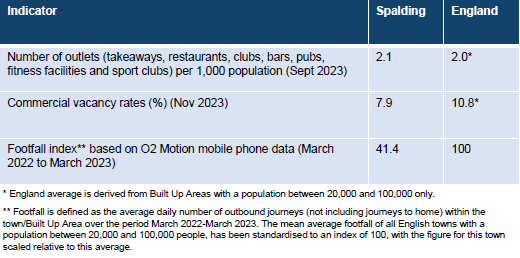 Indicator Spalding England
Number of outlets (takeaways, restaurants, clubs, bars, pubs,
fitness facilities and sport clubs) per 1,000 population (Sept 2023) 2.1 2.0*
Commercial vacancy rates (%) (Nov 2023) 7.9 10.8*
Footfall index** based on O2 Motion mobile phone data (March
2022 to March 2023) 41.4 100
* England average is derived from Built Up Areas with a population between 20,000 and 100,000 only.
** Footfall is defined as the average daily number of outbound journeys (not including journeys to home) within the
town/Built Up Area over the period March 2022-March 2023. The mean average footfall of all English towns with a
population between 20,000 and 100,000 people, has been standardised to an index of 100, with the figure for this town
scaled relative to this average.